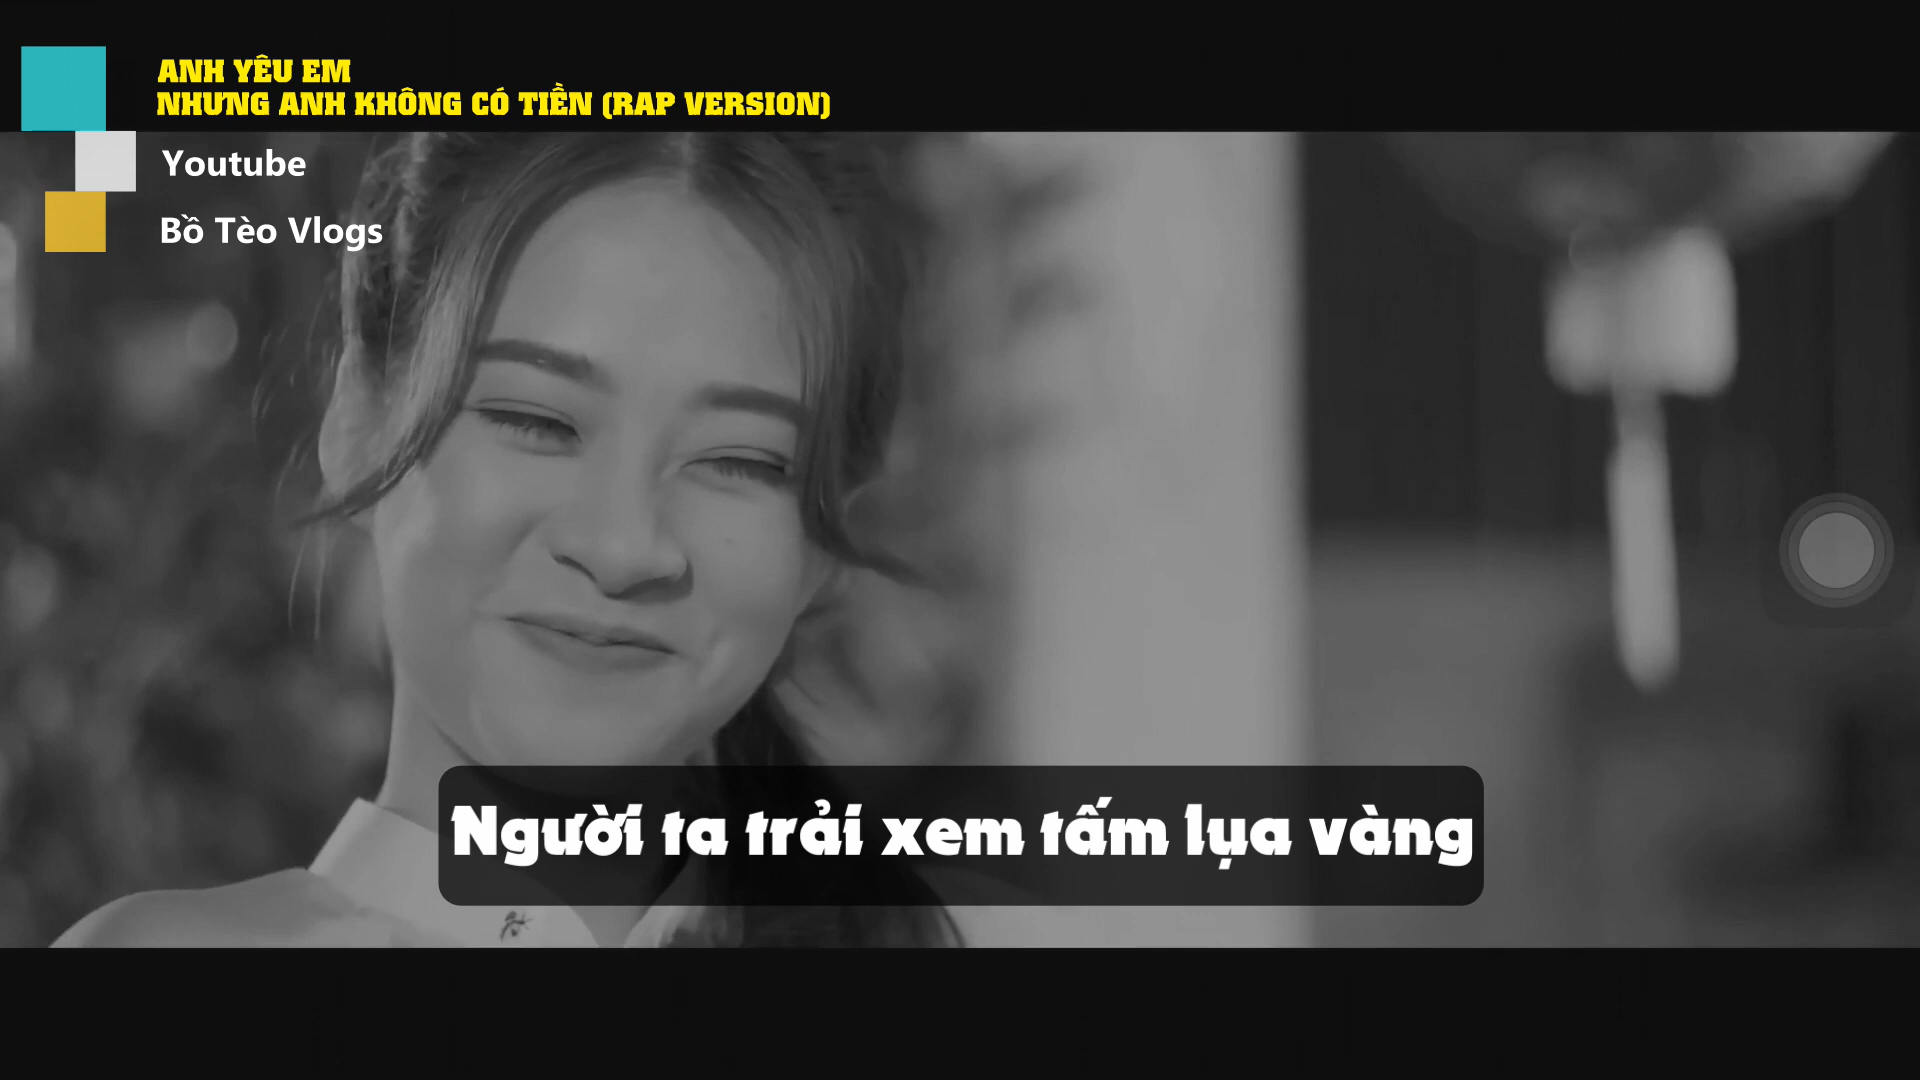 ANH YÊU EM
NHƯNG ANH KHÔNG CÓ TIỀN (RAP VERSION)
Youtube
Bồ Tèo Vlogs
Người ta trải xem tấm lụa vàng